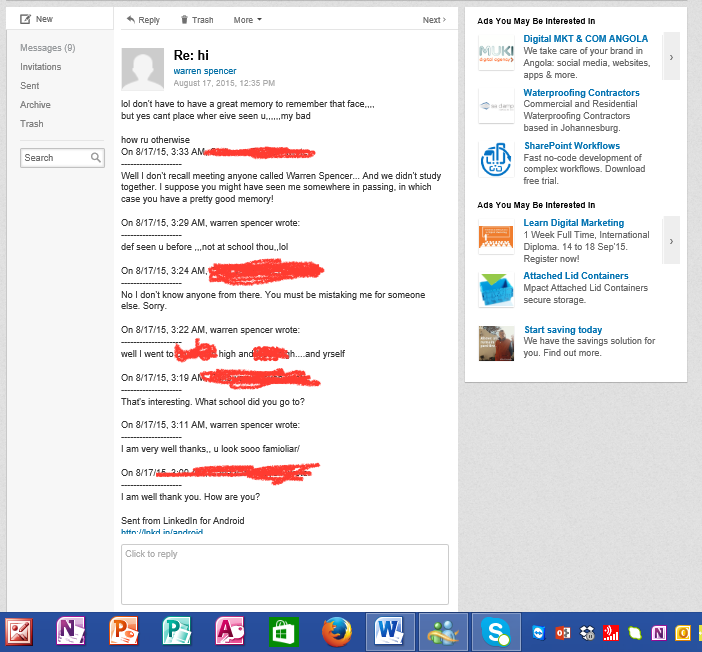 New
Reply
Trash
More
Next ›
Messages (9)
Invitations
Sent
Archive
Trash
Search
Re: hi
warren spencer
August 17, 2015, 12:35 PM
lol don't have to have a great memory to remember that face,,,,
but yes cant place wher eive seen u,,,,,,my bad
how ru otherwise
On 8/17/15, 3:33 AM,
--------------------
Well I don't recall meeting anyone called Warren Spencer... And we didn't study
together. I suppose you might have seen me somewhere in passing, in which
case you have a pretty good memory!
On 8/17/15, 3:29 AM, warren spencer wrote:
--------------------
def seen u before ,,,not at school thou,,lol
On 8/17/15, 3:24 AM,
--------------------
No I don't know anyone from there. You must be mistaking me for someone
else. Sorry.
On 8/17/15, 3:22 AM, warren spencer wrote:
--------------------
well I went to high and ....and yrself
On 8/17/15, 3:19 AM,
--------------------
That's interesting. What school did you go to?
On 8/17/15, 3:11 AM, warren spencer wrote:
--------------------
I am very well thanks,, u look sooo famioliar/
On 8/17/15, 3:09
--------------------
I am well thank you. How are you?
Sent from LinkedIn for Android
http://lnkd.in/android
Click to reply
Ads You May Be Interested In
Digital MKT & COM ANGOLA
We take care of your brand in
Angola: social media, websites,
apps & more.
MUKI
Waterproofing Contractors
Commercial and Residential
Waterproofing Contractors
based in Johannesburg.
SharePoint Workflows
Fast no-code development of
complex workflows. Download
free trial.
Ads You May Be Interested In
Learn Digital Marketing
1 Week Full Time, International
Diploma. 14 to 18 Sep'15.
Register now!
Attached Lid Containers
Mpact Attached Lid Containers
secure storage.
Start saving today
We have the savings solution for
you. Find out more.